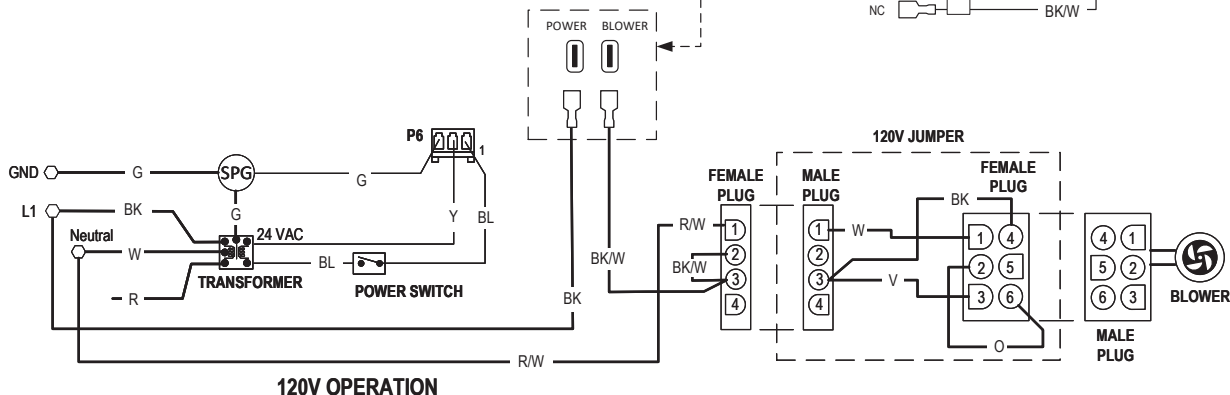 NC
BK/W
POWER BLOWER
P6
1
120V JUMPER
GND
G
SPG
G
FEMALE
PLUG
MALE
PLUG
FEMALE
PLUG
L1
BK
G
Y
BL
R/W
BK
Neutral
24 VAC
W
BK/W
BK/W
1
2
3
4
1
2
3
4
W
V
1 4
2 5
3 6
4 1
5 2
6 3
BL
TRANSFORMER
POWER SWITCH
R
BK
BLOWER
O
MALE
PLUG
R/W
120V OPERATION